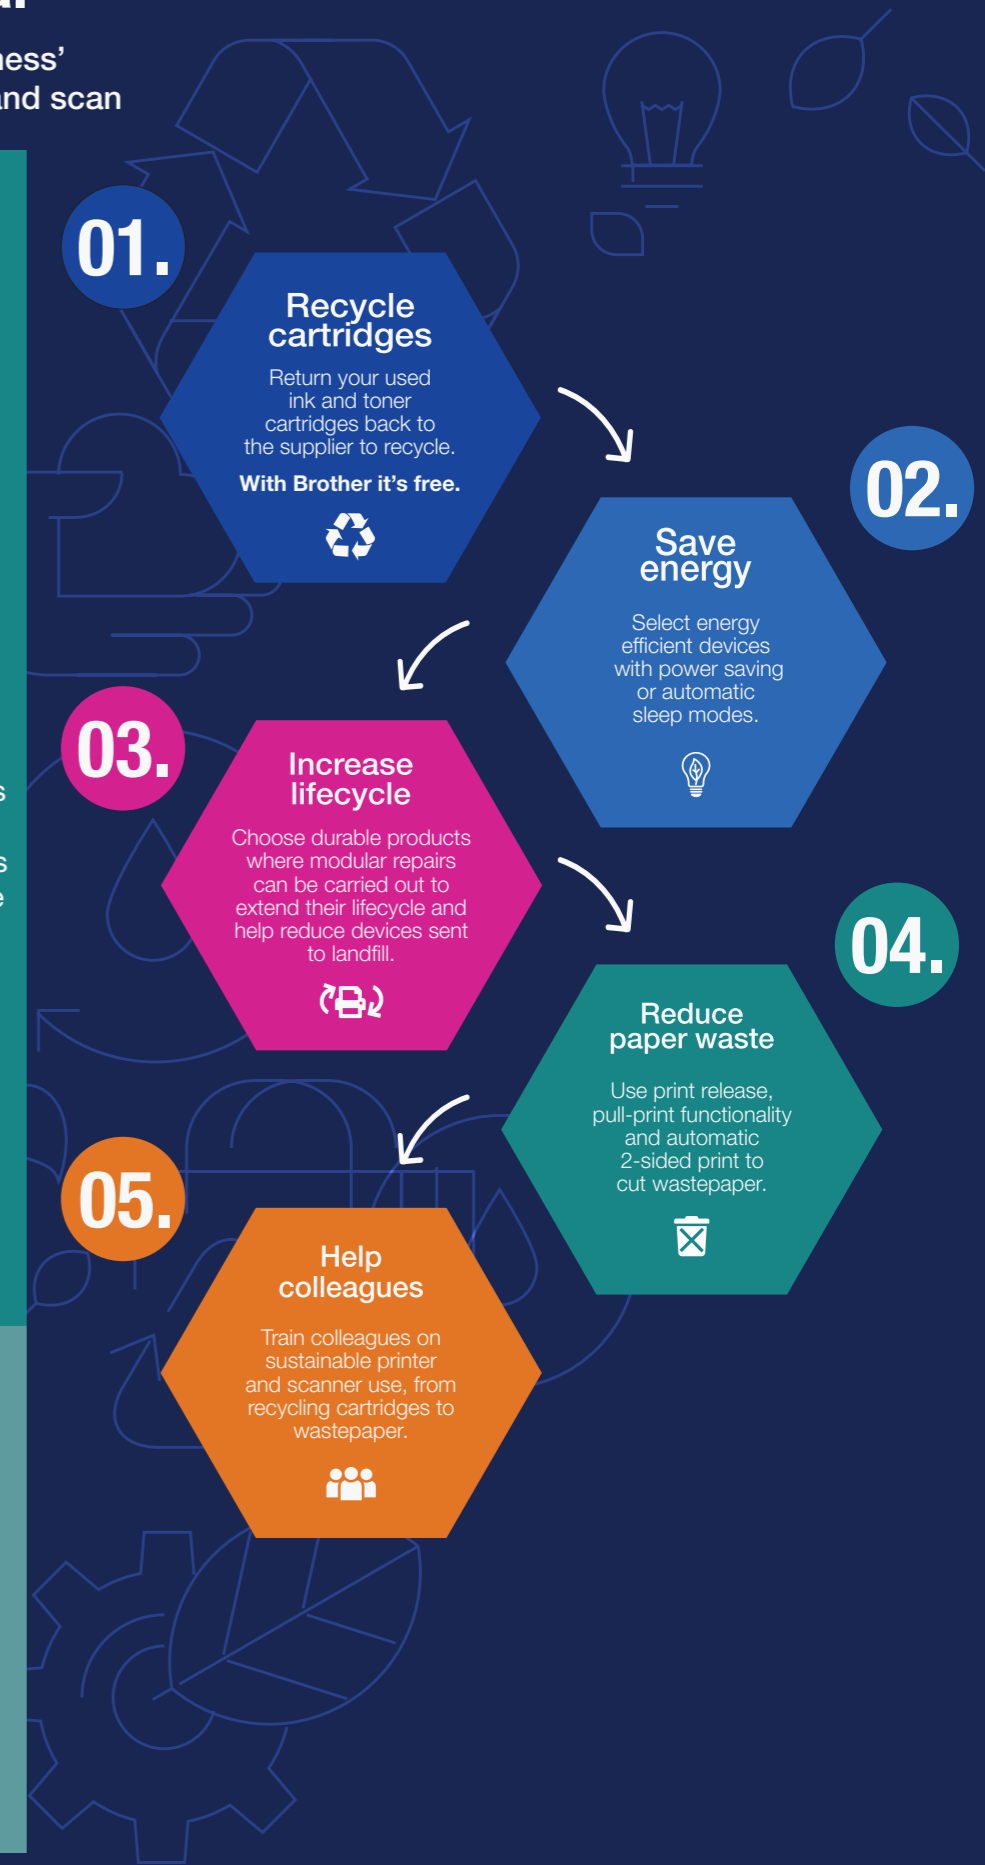 ness’
and scan
01.
Recycle
cartridges
Return your used
ink and toner
cartridges back to
the supplier to recycle.
With Brother it's free.
02.
Save
energy
Select energy
efficient devices
with power saving
or automatic
sleep modes.
03.
Increase
lifecycle
Choose durable products
where modular repairs
can be carried out to
extend their lifecycle and
help reduce devices sent
to landfill.
04.
Reduce
paper waste
Use print release,
pull-print functionality
and automatic
2-sided print to
cut wastepaper.
05.
Help
colleagues
Train colleagues on
sustainable printer
and scanner use, from
recycling cartridges to
wastepaper.
s
s
e